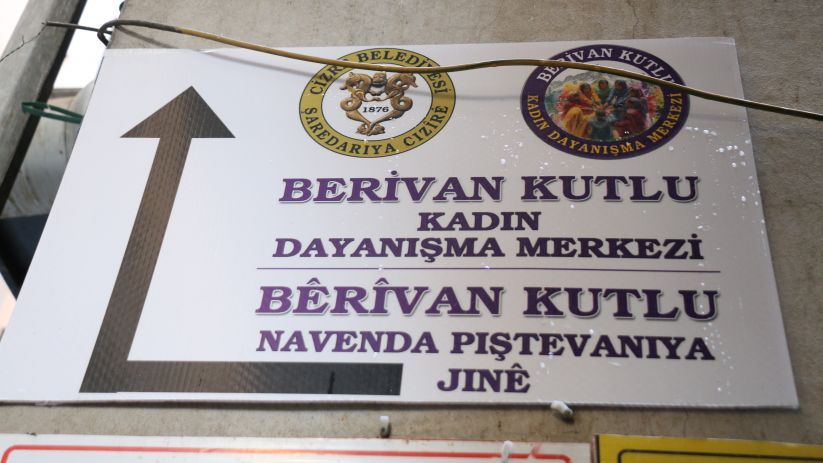 CİZRE BELEDİYESİ
ŞAREDARIYA CIZÎRÊ
1876
BERİVAN KUTLU
KADIN DAYANIŞMA MERKEZİ
BERİVAN KUTLU
KADIN
DAYANIŞMA MERKEZİ
BÊRÎVAN KUTLU
NAVENDA PIŞTEVANIYA
JINÊ